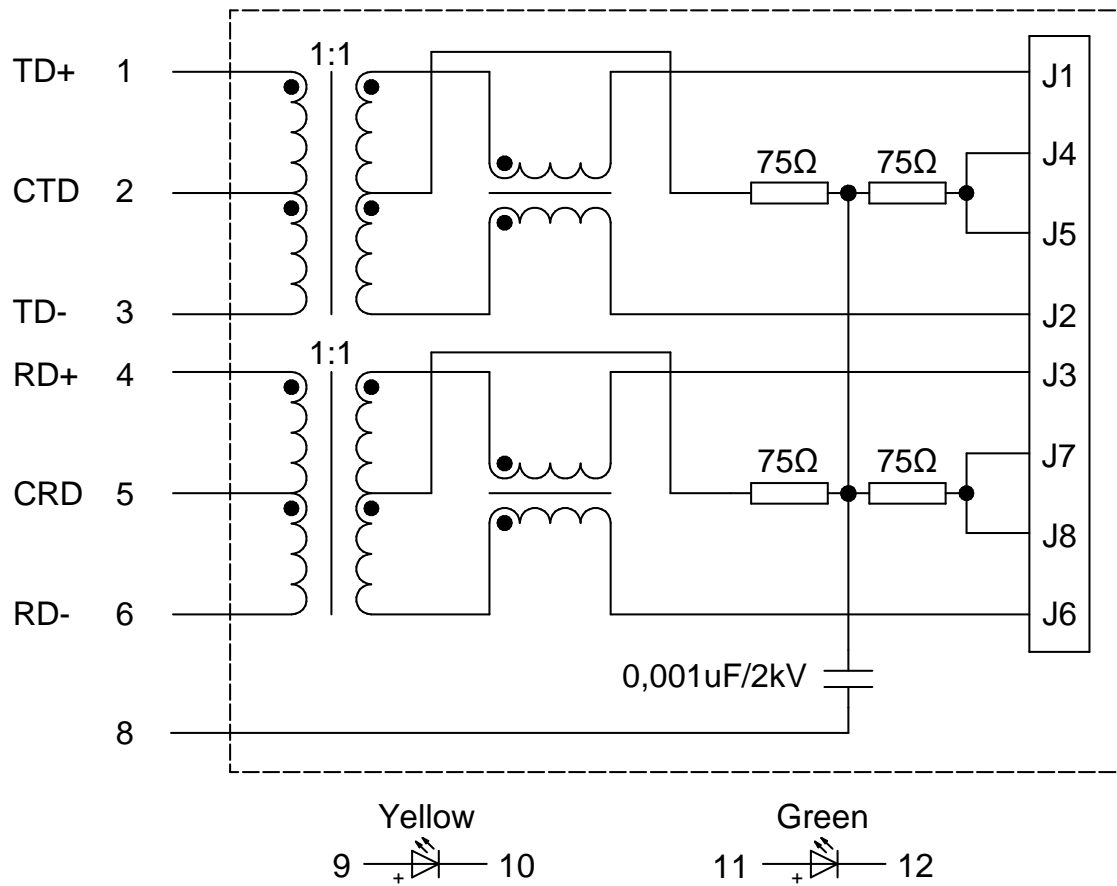 1:1
TD+ 1
J1
75Ω 75Ω
J4
CTD 2
J5
TD- 3
J2
1:1
RD+ 4
J3
75Ω 75Ω
J7
CRD 5
J8
RD- 6
J6
0,001uF/2kV
8
Yellow
9 + 10
Green
11 + 12